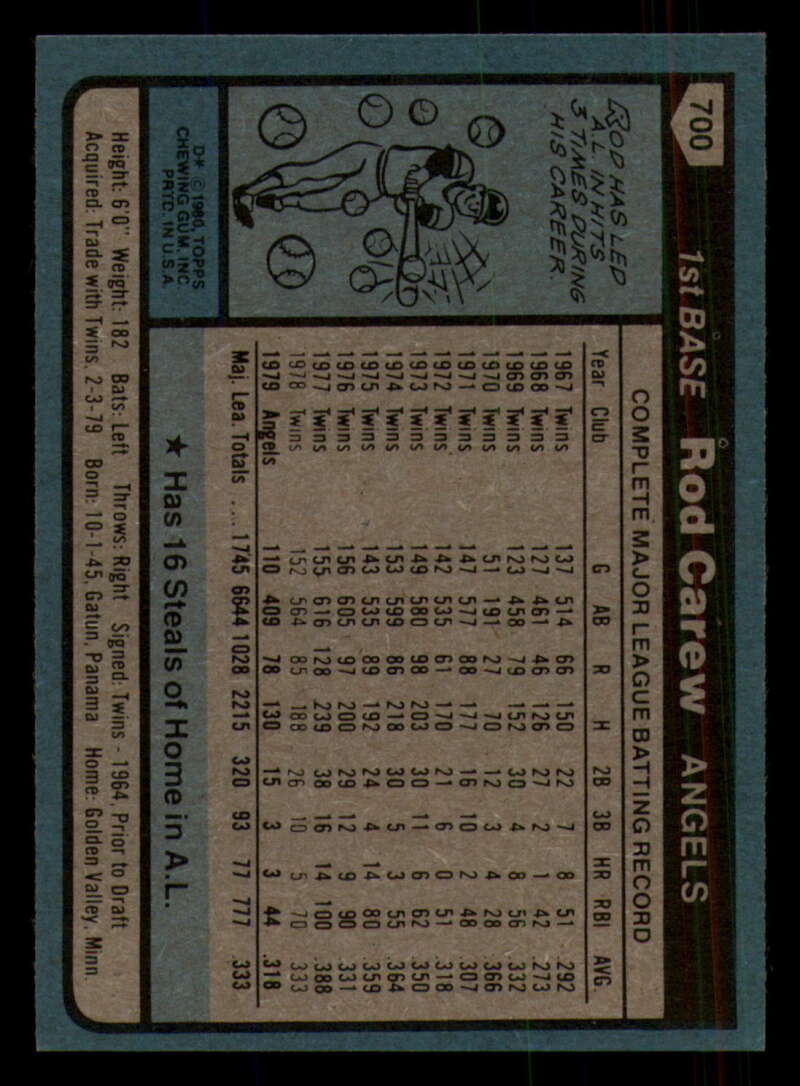 700 1st BASE Rod Carew ANGELS
ROD HAS LED
A.L. IN HITS
3 TIMES DURING
HIS CAREER.
D* © 1980, TOPPS
CHEWING GUM, INC.
PRTD. IN U.S.A.
COMPLETE MAJOR LEAGUE BATTING RECORD
Year Club G AB R H 2B 3B HR RBI AVG.
1967 Twins 137 514 66 150 22 7 8 51 .292
1968 Twins 127 461 46 126 27 2 1 42 .273
1969 Twins 123 458 79 152 30 4 8 56 .332
1970 Twins 51 191 27 70 12 3 4 28 .366
1971 Twins 147 577 88 177 16 10 2 48 .307
1972 Twins 142 535 61 170 21 6 0 51 .318
1973 Twins 149 580 98 203 30 11 6 62 .350
1974 Twins 153 599 86 218 30 5 3 55 .364
1975 Twins 143 535 89 192 24 4 14 80 .359
1976 Twins 156 605 97 200 29 12 9 90 .331
1977 Twins 155 616 128 239 38 16 14 100 .388
1978 Twins 152 564 85 188 26 10 5 70 .333
1979 Angels 110 409 78 130 15 3 3 44 .318
Maj. Lea. Totals .... 1745 6644 1028 2215 320 93 77 777 .333
★ Has 16 Steals of Home in A.L.
Height: 6'0" Weight: 182 Bats: Left Throws: Right Signed: Twins - 1964, Prior to Draft
Acquired: Trade with Twins, 2-3-79 Born: 10-1-45, Gatun, Panama Home: Golden Valley, Minn.